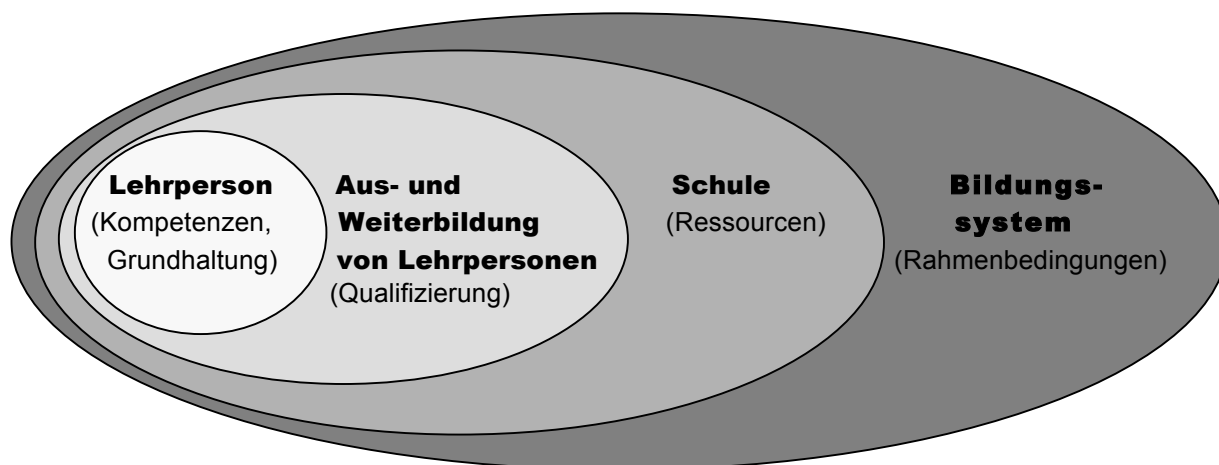 Lehrperson
(Kompetenzen,
Grundhaltung)
Aus- und
Weiterbildung
von Lehrpersonen
(Qualifizierung)
Schule
(Ressourcen)
Bildungs-
system
(Rahmenbedingungen)